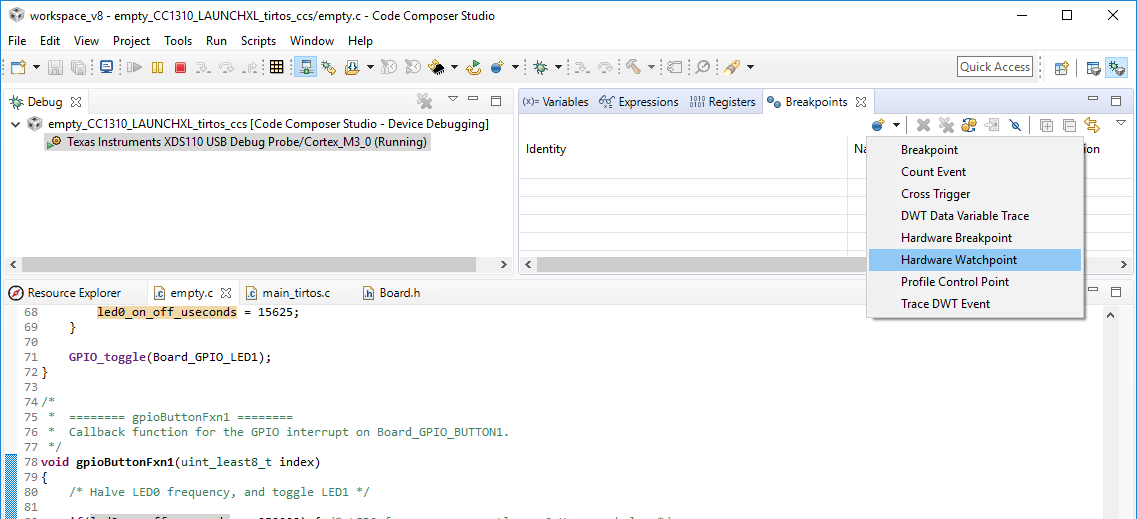 workspace_v8 - empty_CC1310_LAUNCHXL_tirtos_ccs/empty.c - Code Composer Studio
File Edit View Project Tools Run Scripts Window Help
Quick Access
Debug
empty_CC1310_LAUNCHXL_tirtos_ccs [Code Composer Studio - Device Debugging]
Texas Instruments XDS110 USB Debug Probe/Cortex_M3_0 (Running)
(x)= Variables Expressions Registers Breakpoints
Identity
Breakpoint
Count Event
Cross Trigger
DWT Data Variable Trace
Hardware Breakpoint
Hardware Watchpoint
Profile Control Point
Trace DWT Event
Resource Explorer empty.c main_tirtos.c Board.h
68 led0_on_off_useconds = 15625;
69 }
70
71 GPIO_toggle(Board_GPIO_LED1);
72 }
73
74 /*
75 * ======== gpioButtonFxn1 ========
76 * Callback function for the GPIO interrupt on Board_GPIO_BUTTON1.
77 */
78 void gpioButtonFxn1(uint_least8_t index)
79 {
80 /* Halve LED0 frequency, and toggle LED1 */
81